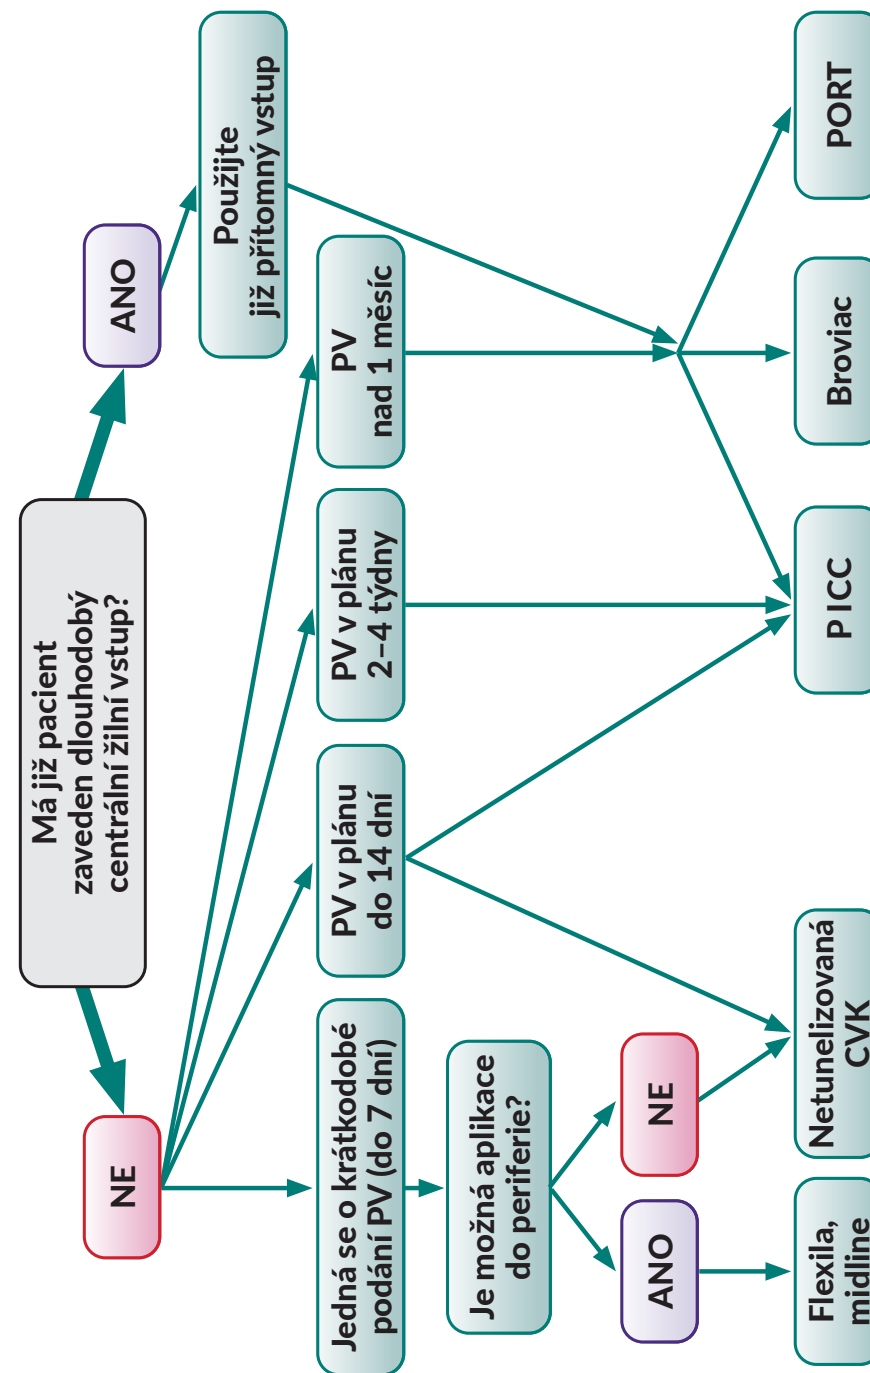 Má již pacient
zaveden dlouhodobý
centrální žilní vstup?
NE
ANO
Použijte
již přítomný vstup
Jedná se o krátkodobé
podání PV (do 7 dní)
PV v plánu
do 14 dní
PV v plánu
2–4 týdny
PV
nad 1 měsíc
Je možná aplikace
do periferie?
ANO
NE
Flexila,
midline
Netunelizovaná
CVK
PICC
Broviac
PORT